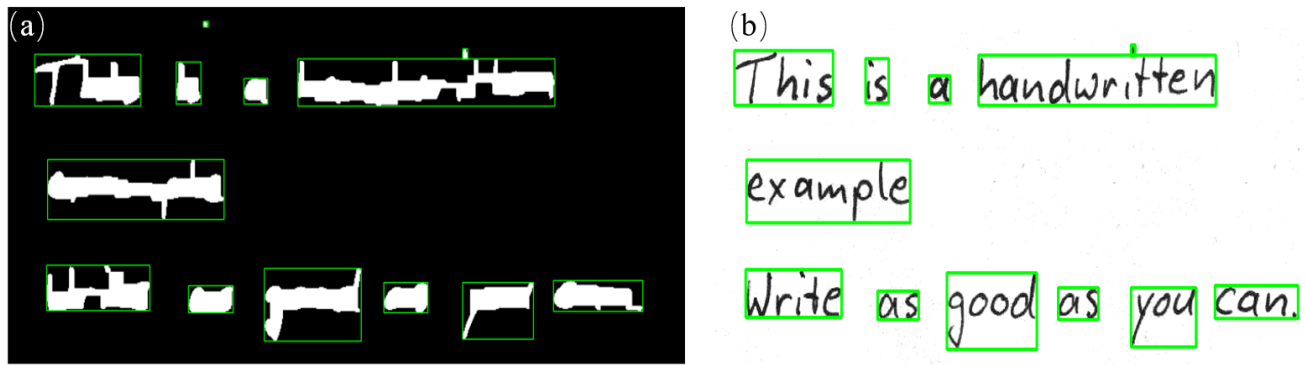 (a) (b)
This is a handwritten
example
Write as good as you can.